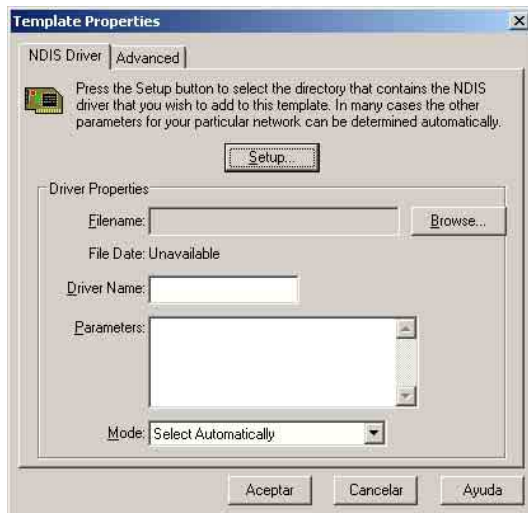 Template Properties
NDIS Driver Advanced
Press the Setup button to select the directory that contains the NDIS
driver that you wish to add to this template. In many cases the other
parameters for your particular network can be determined automatically.
Setup...
Driver Properties
Filename: Browse...
File Date: Unavailable
Driver Name:
Parameters:
Mode: Select Automatically
Aceptar Cancelar Ayuda